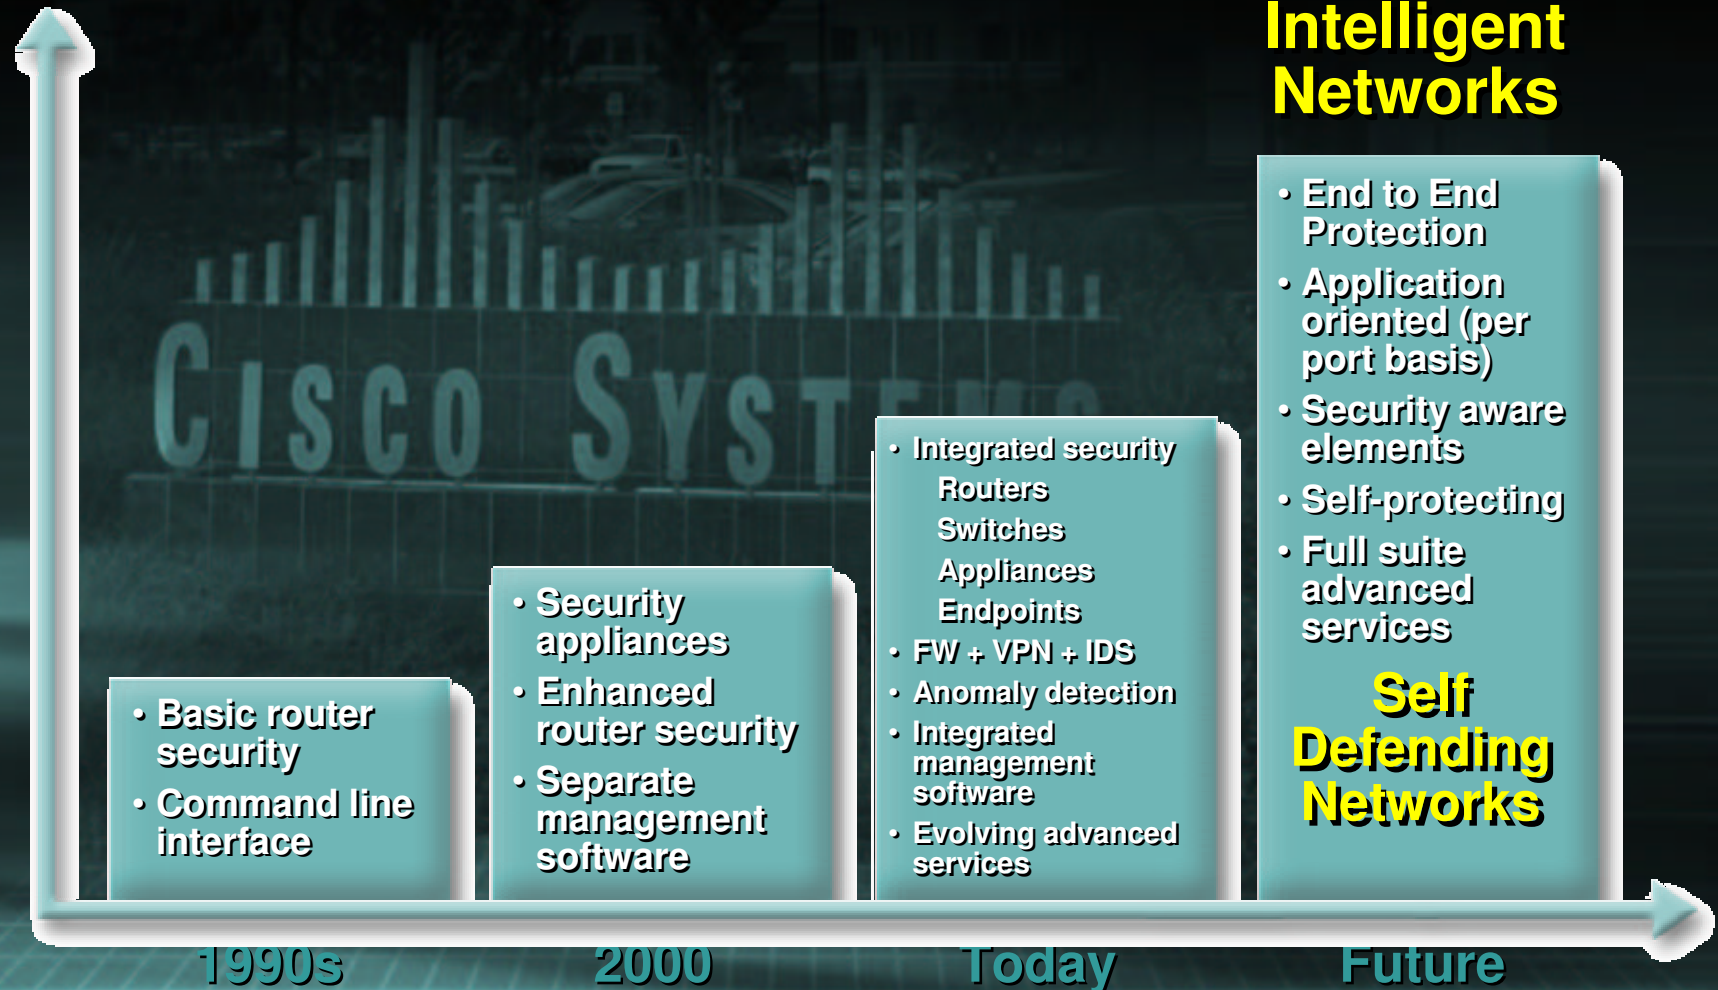 Intelligent
Networks
CISCO SYSTEMS
• Basic router
security
• Command line
interface
• Security
appliances
• Enhanced
router security
• Separate
management
software
• Integrated security
Routers
Switches
Appliances
Endpoints
• FW + VPN + IDS
• Anomaly detection
• Integrated
management
software
• Evolving advanced
services
• End to End
Protection
• Application
oriented (per
port basis)
• Security aware
elements
• Self-protecting
• Full suite
advanced
services
Self
Defending
Networks
1990s
2000
Today
Future